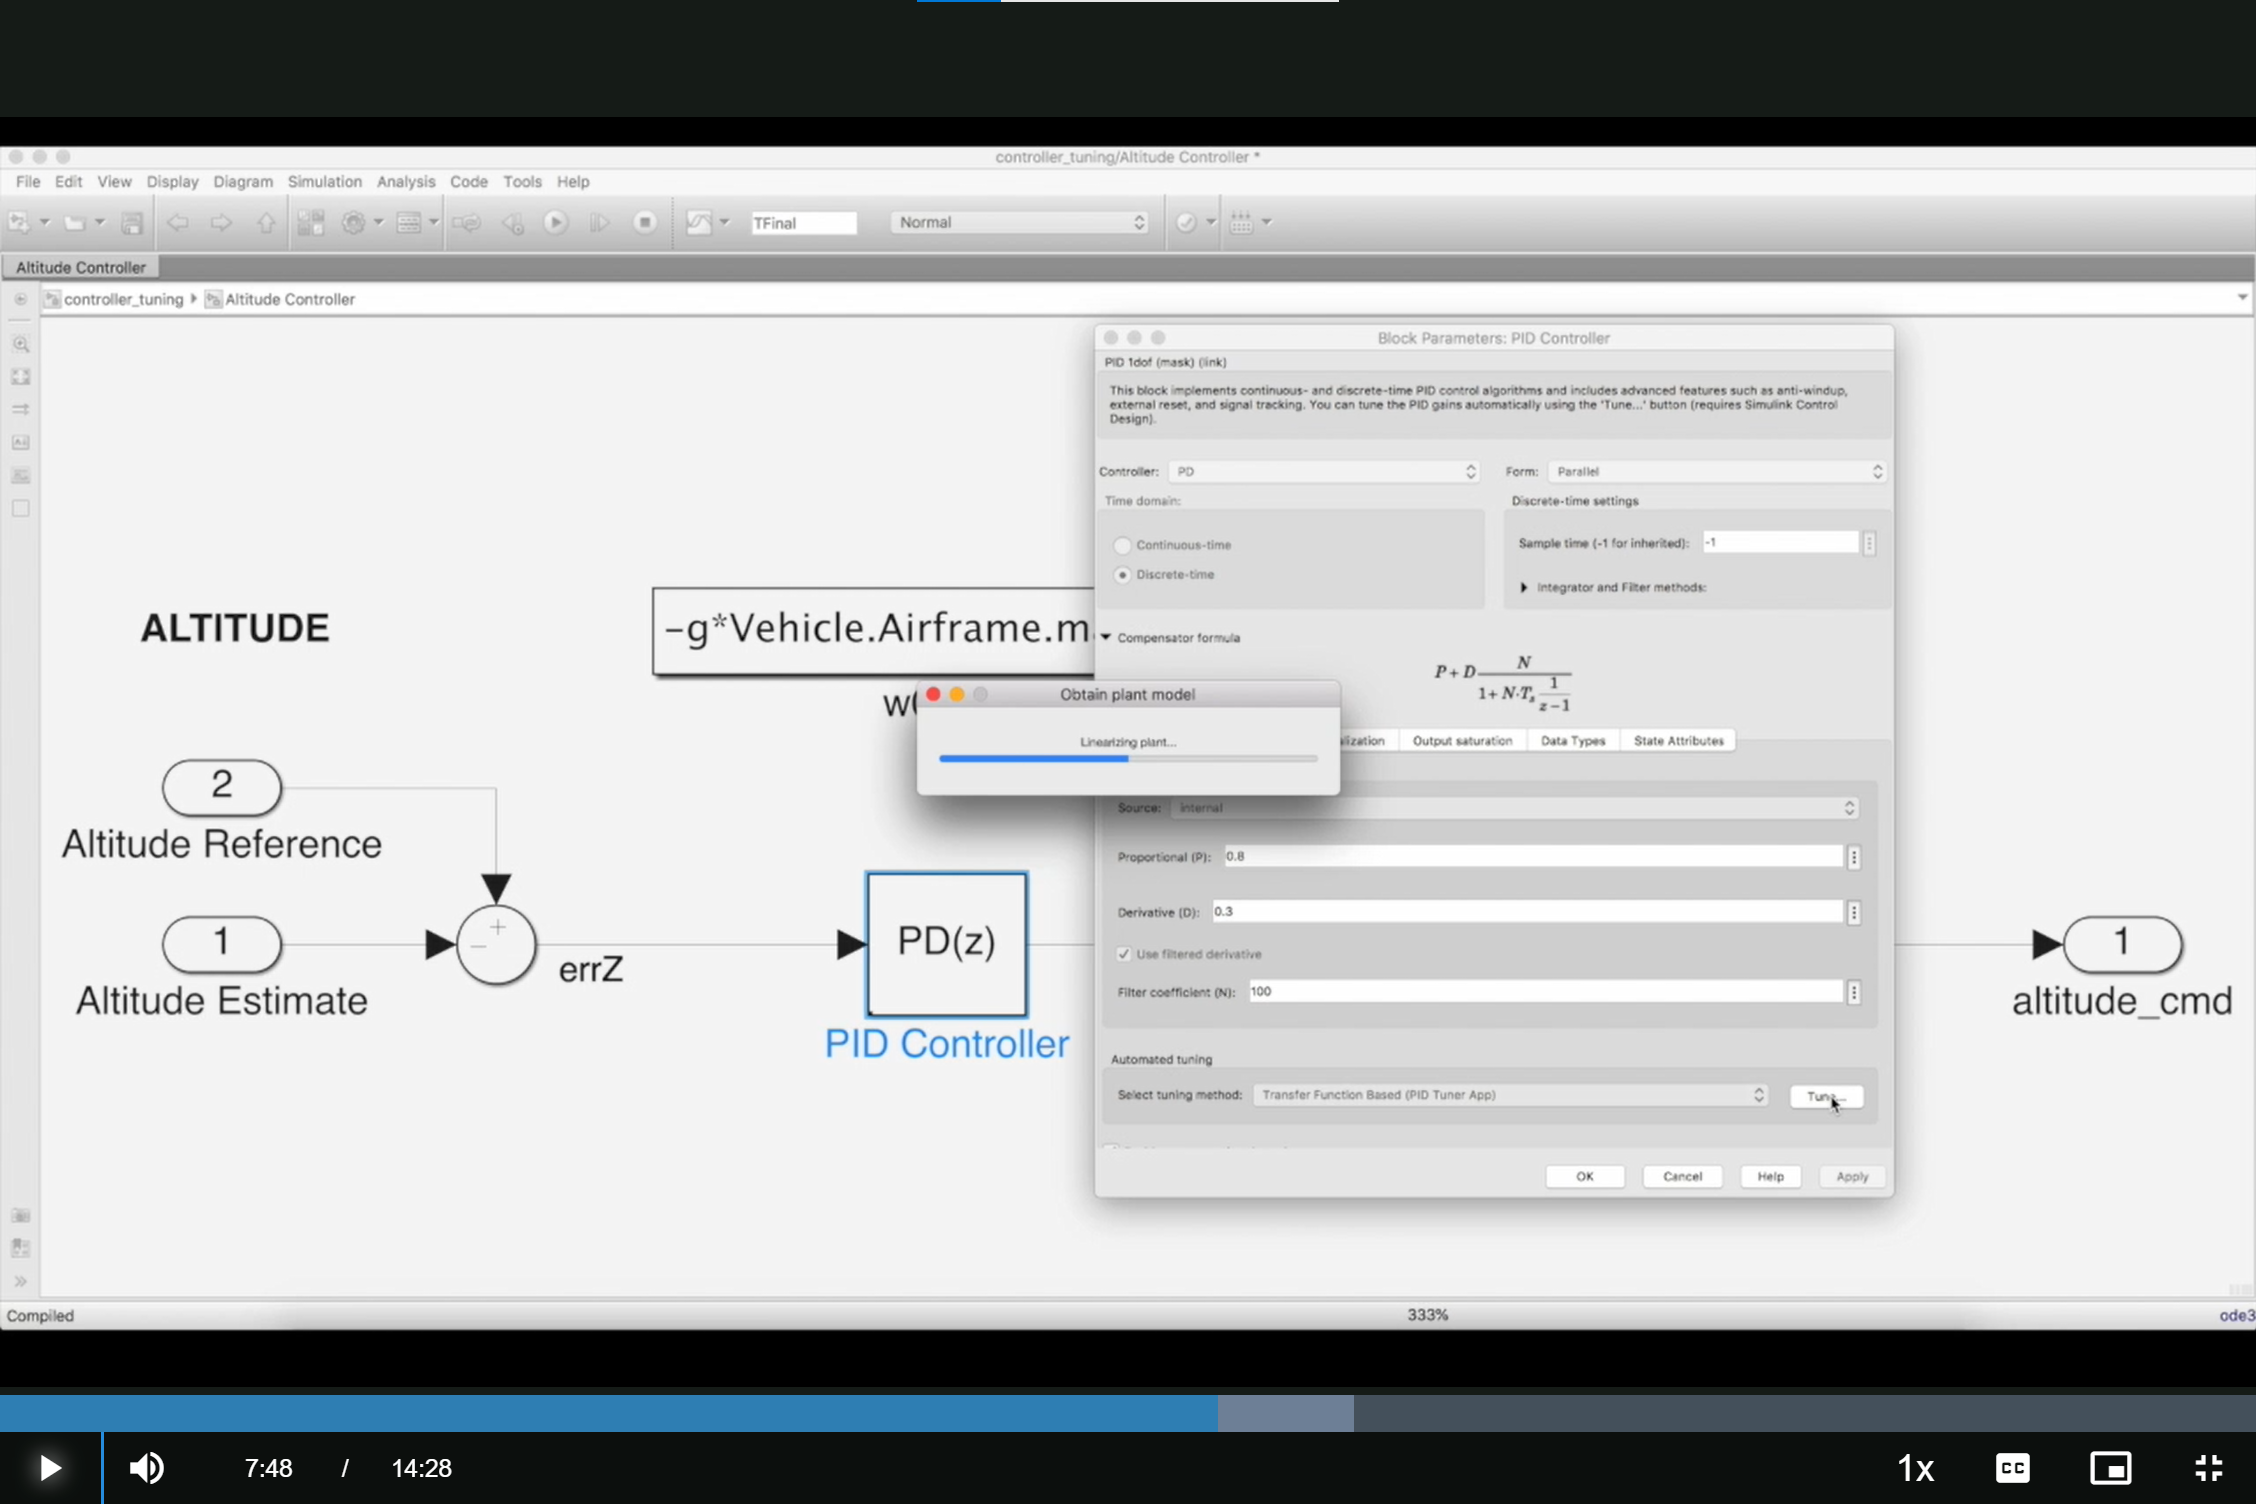 controller_tuning/Altitude Controller *
File Edit View Display Diagram Simulation Analysis Code Tools Help
TFinal
Normal
Altitude Controller
controller_tuning Altitude Controller
ALTITUDE
-g*Vehicle.Airframe.m
2
Altitude Reference
1
Altitude Estimate
+
−
errZ
PD(z)
PID Controller
1
altitude_cmd
Block Parameters: PID Controller
PID 1dof (mask) (link)
This block implements continuous- and discrete-time PID control algorithms and includes advanced features such as anti-windup,
external reset, and signal tracking. You can tune the PID gains automatically using the 'Tune...' button (requires Simulink Control
Design).
Controller: PD
Form: Parallel
Time domain:
Continuous-time
Discrete-time
Discrete-time settings
Sample time (-1 for inherited): -1
Integrator and Filter methods:
Compensator formula
P + D N / (1 + N·Ts 1/(z−1))
Obtain plant model
Linearizing plant...
Output saturation Data Types State Attributes
Source: internal
Proportional (P): 0.8
Derivative (D): 0.3
Use filtered derivative
Filter coefficient (N): 100
Automated tuning
Select tuning method: Transfer Function Based (PID Tuner App) Tune...
OK Cancel Help Apply
Compiled 333% ode3
7:48 / 14:28
1x CC